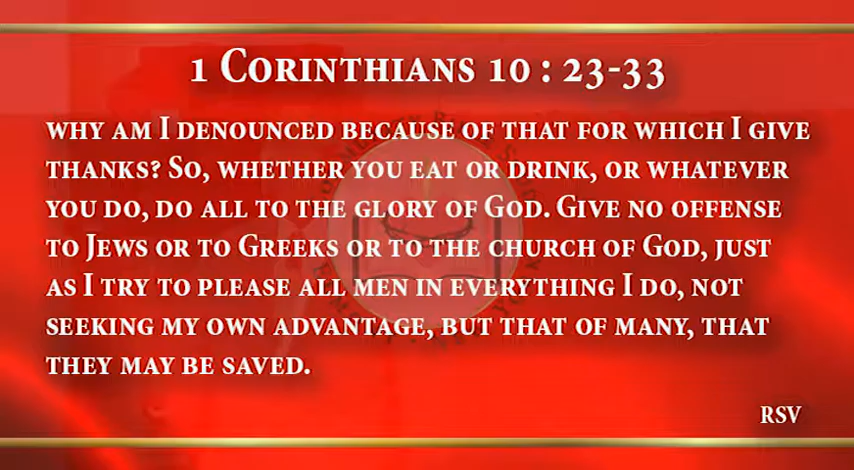 1 Corinthians 10 : 23-33
why am I denounced because of that for which I give
thanks? So, whether you eat or drink, or whatever
you do, do all to the glory of God. Give no offense
to Jews or to Greeks or to the church of God, just
as I try to please all men in everything I do, not
seeking my own advantage, but that of many, that
they may be saved.
RSV